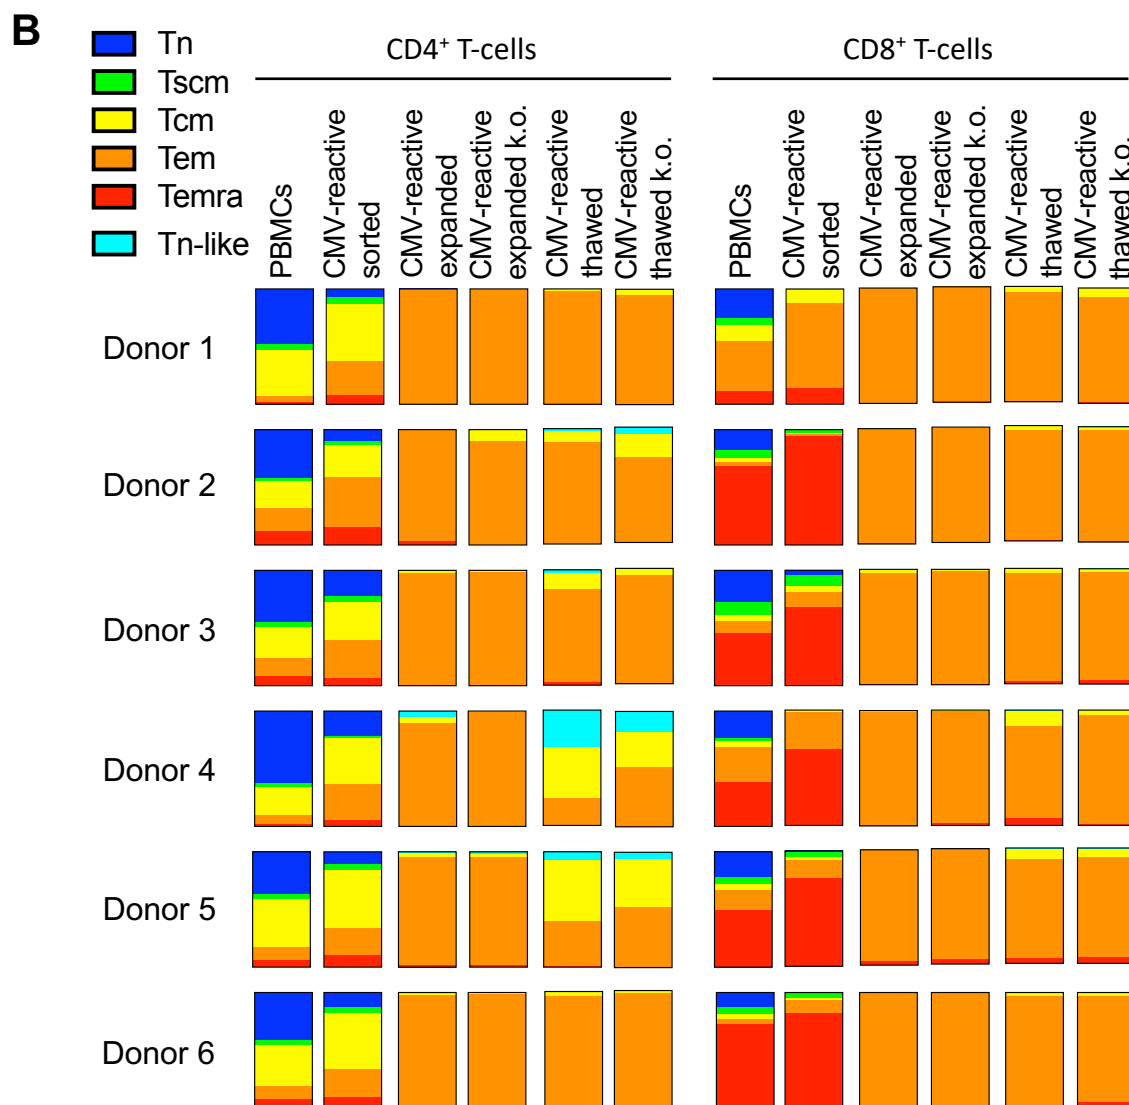 B
Tn
Tscm
Tcm
Tem
Temra
Tn-like
CD4+ T-cells
CD8+ T-cells
PBMCs
CMV-reactive
sorted
CMV-reactive
expanded
CMV-reactive
expanded k.o.
CMV-reactive
thawed
CMV-reactive
thawed k.o.
PBMCs
CMV-reactive
sorted
CMV-reactive
expanded
CMV-reactive
expanded k.o.
CMV-reactive
thawed
CMV-reactive
thawed k.o.
Donor 1
Donor 2
Donor 3
Donor 4
Donor 5
Donor 6